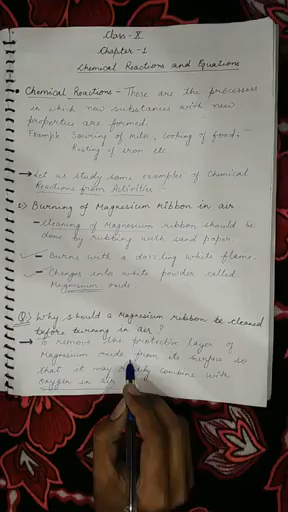 Class - X
Chapter - 1
Chemical Reactions and Equations
• Chemical Reactions - These are the processes
in which new substances with new
properties are formed.
Example - Souring of milk, Cooking of food,
Rusting of iron etc
→ Let us study some examples of Chemical
Reactions from Activities -
1) Burning of Magnesium ribbon in air.
- Cleaning of Magnesium ribbon should be
done by rubbing with sand paper.
- Burns with a dazzling white flame.
- Changes into white powder called
Magnesium oxide.
Q) Why should a Magnesium ribbon be cleaned
before burning in air?
→ To remove the protective layer of
Magnesium oxide from its surface so
that it may combine with
oxygen in air